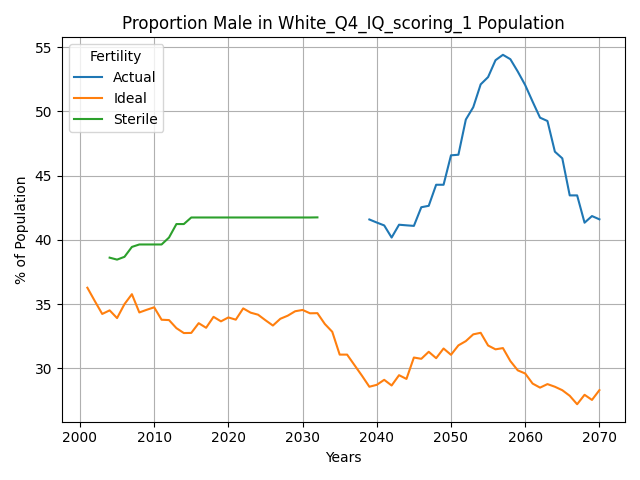 Proportion Male in White_Q4_IQ_scoring_1 Population
Fertility
Actual
Ideal
Sterile
% of Population
55
50
45
40
35
30
2000 2010 2020 2030 2040 2050 2060 2070
Years